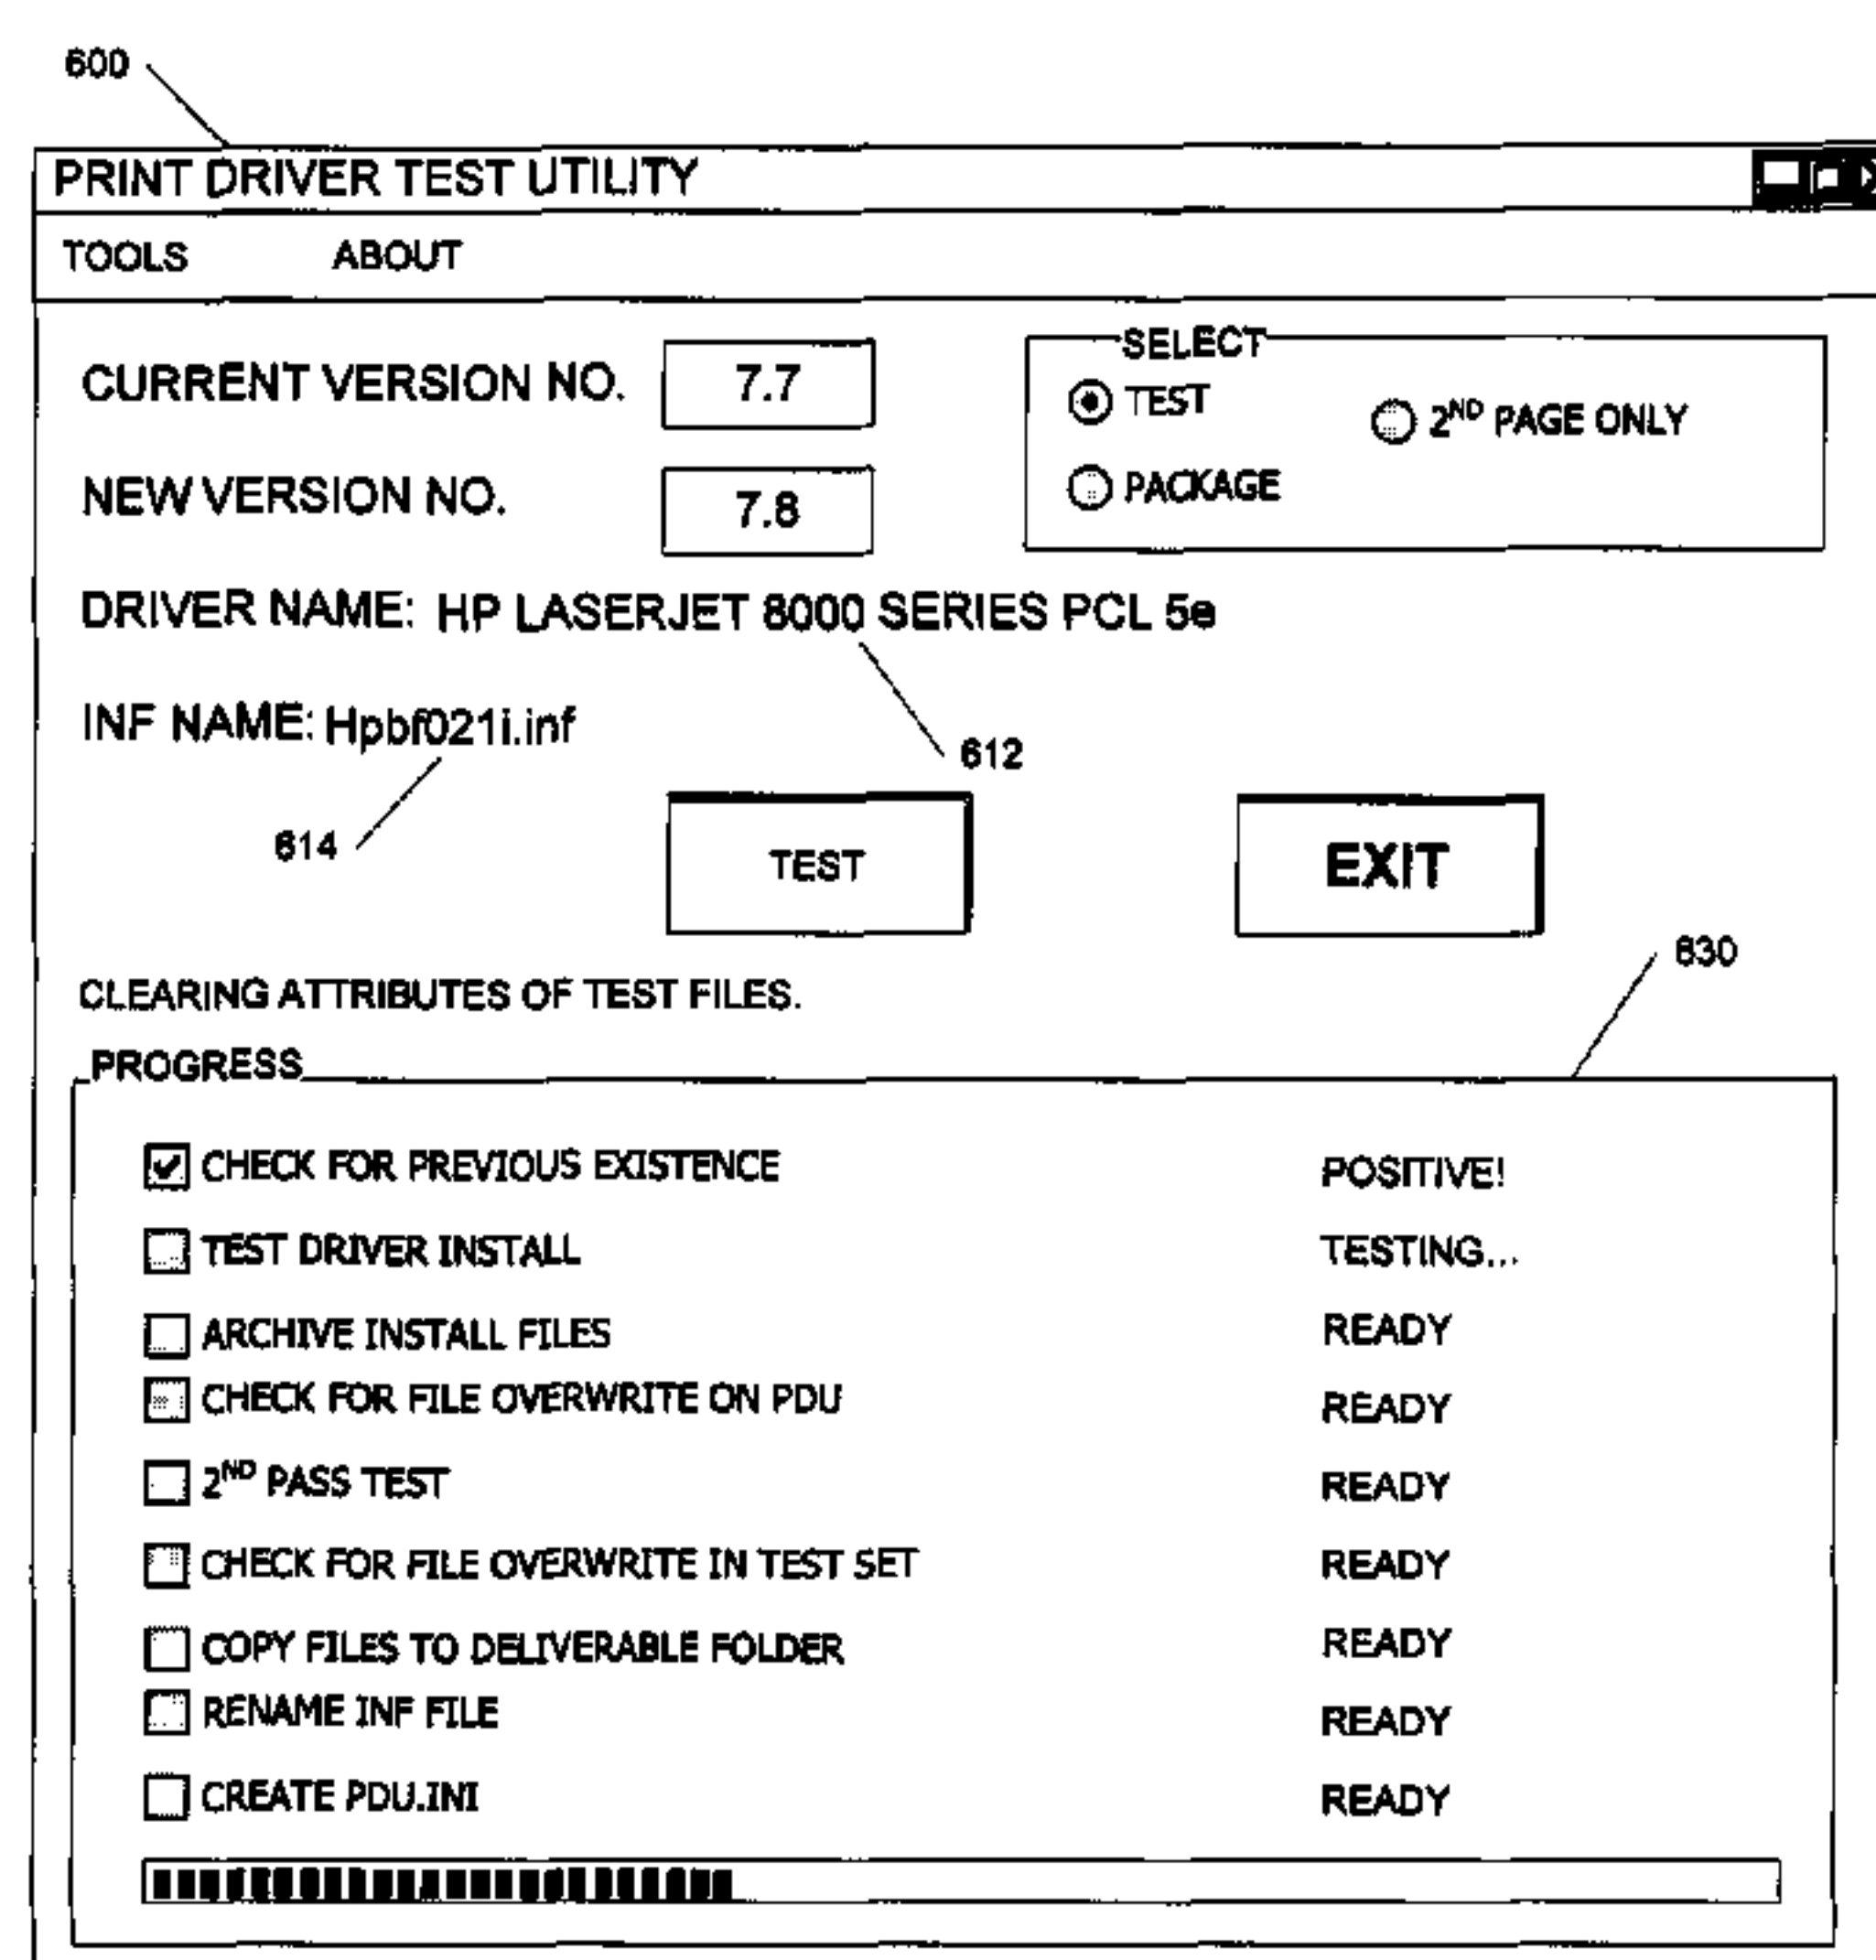 600
PRINT DRIVER TEST UTILITY
TOOLS ABOUT
CURRENT VERSION NO. 7.7
NEW VERSION NO. 7.8
SELECT
TEST
2ND PAGE ONLY
PACKAGE
DRIVER NAME: HP LASERJET 8000 SERIES PCL 5e
INF NAME: Hpbf021i.inf
612
614
TEST
EXIT
630
CLEARING ATTRIBUTES OF TEST FILES.
PROGRESS
CHECK FOR PREVIOUS EXISTENCE POSITIVE!
TEST DRIVER INSTALL TESTING...
ARCHIVE INSTALL FILES READY
CHECK FOR FILE OVERWRITE ON PDU READY
2ND PASS TEST READY
CHECK FOR FILE OVERWRITE IN TEST SET READY
COPY FILES TO DELIVERABLE FOLDER READY
RENAME INF FILE READY
CREATE PDU.INI READY